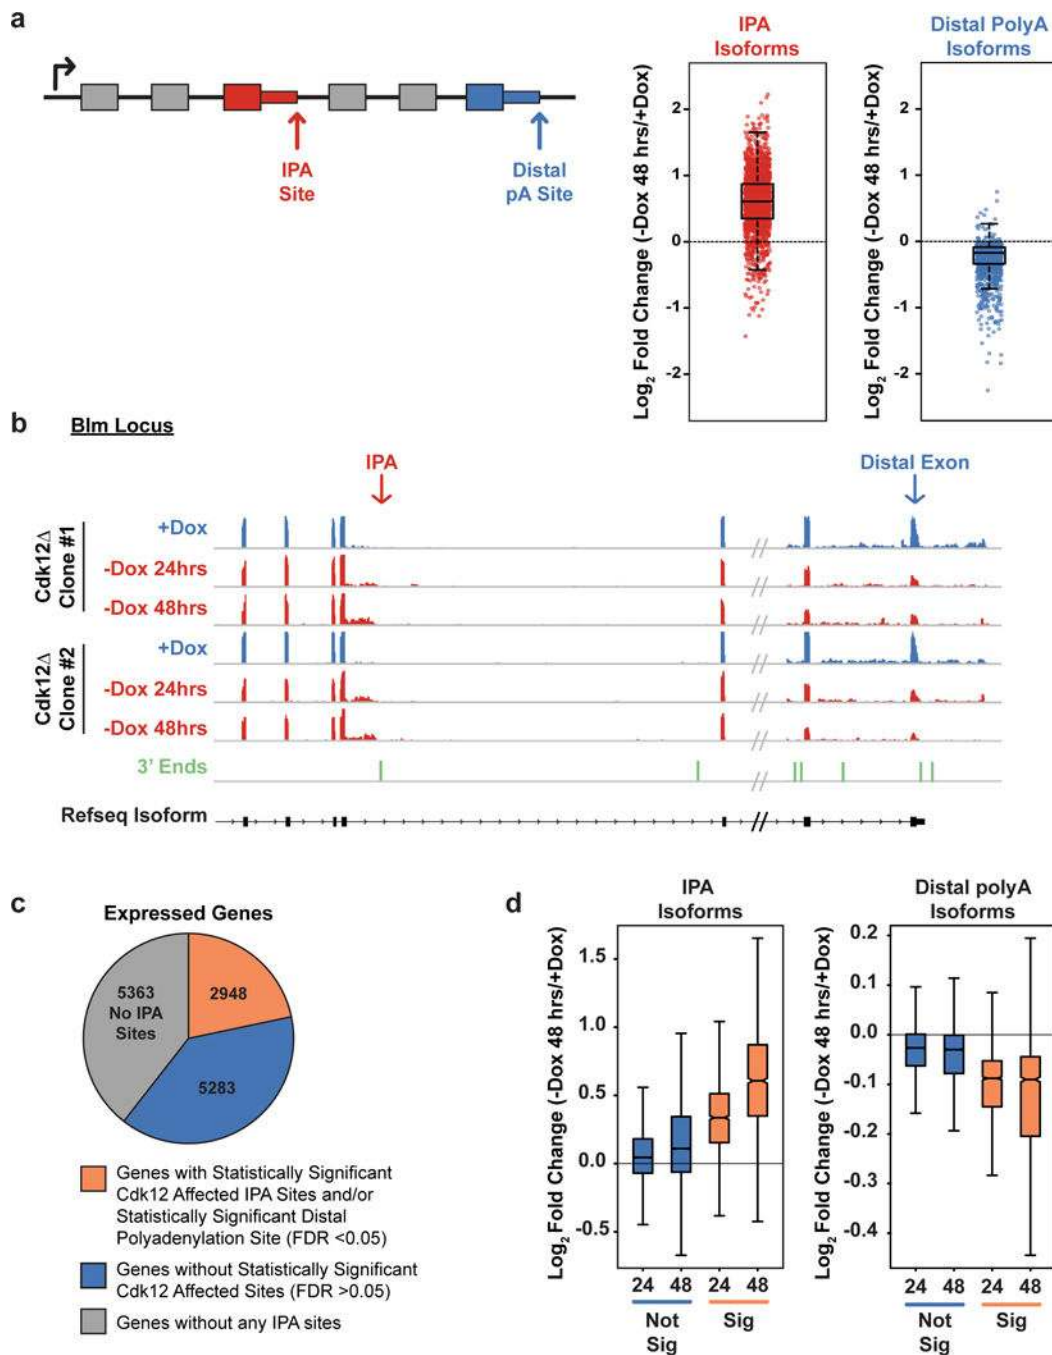 a
IPA
Site
Distal
pA Site
IPA
Isoforms
Log2 Fold Change (-Dox 48 hrs/+Dox)
2
1
0
-1
-2
Distal PolyA
Isoforms
Log2 Fold Change (-Dox 48 hrs/+Dox)
2
1
0
-1
-2
b
Blm Locus
IPA
Distal Exon
Cdk12Δ
Clone #1
+Dox
-Dox 24hrs
-Dox 48hrs
Cdk12Δ
Clone #2
+Dox
-Dox 24hrs
-Dox 48hrs
3' Ends
Refseq Isoform
c
Expressed Genes
5363
No IPA
Sites
2948
5283
Genes with Statistically Significant
Cdk12 Affected IPA Sites and/or
Statistically Significant Distal
Polyadenylation Site (FDR <0.05)
Genes without Statistically Significant
Cdk12 Affected Sites (FDR >0.05)
Genes without any IPA sites
d
IPA
Isoforms
Log2 Fold Change (-Dox 48 hrs/+Dox)
1.5
1.0
0.5
0.0
-0.5
24 48 24 48
Not
Sig
Sig
Distal polyA
Isoforms
Log2 Fold Change (-Dox 48 hrs/+Dox)
0.2
0.1
0.0
-0.1
-0.2
-0.3
-0.4
24 48 24 48
Not
Sig
Sig